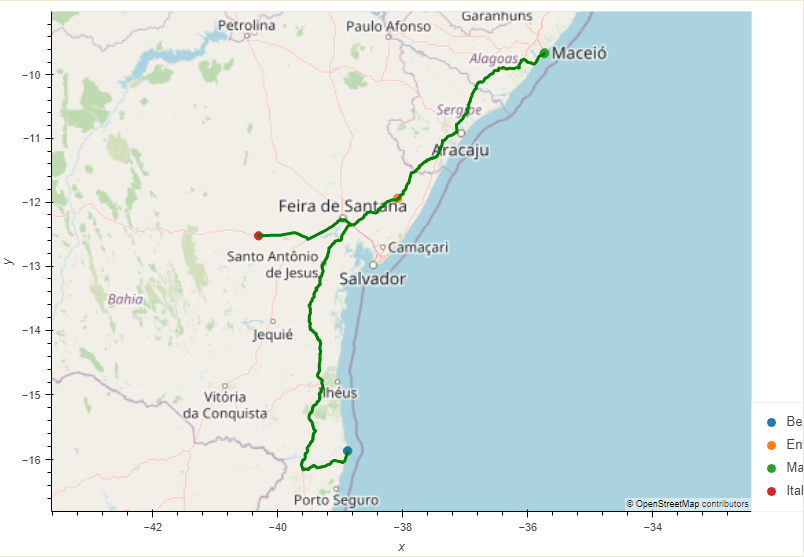 Garanhuns
Petrolina
Paulo Afonso
Maceió
Alagoas
−10
Sergipe
−11
Aracaju
−12
Feira de Santana
Camaçari
Santo Antônio
de Jesus
y
−13
Salvador
Bahia
−14
Jequié
−15
Ilhéus
Vitória
da Conquista
Be
En
−16
Ma
Ital
Porto Seguro
© OpenStreetMap contributors
−42
−40
−38
−36
−34
x